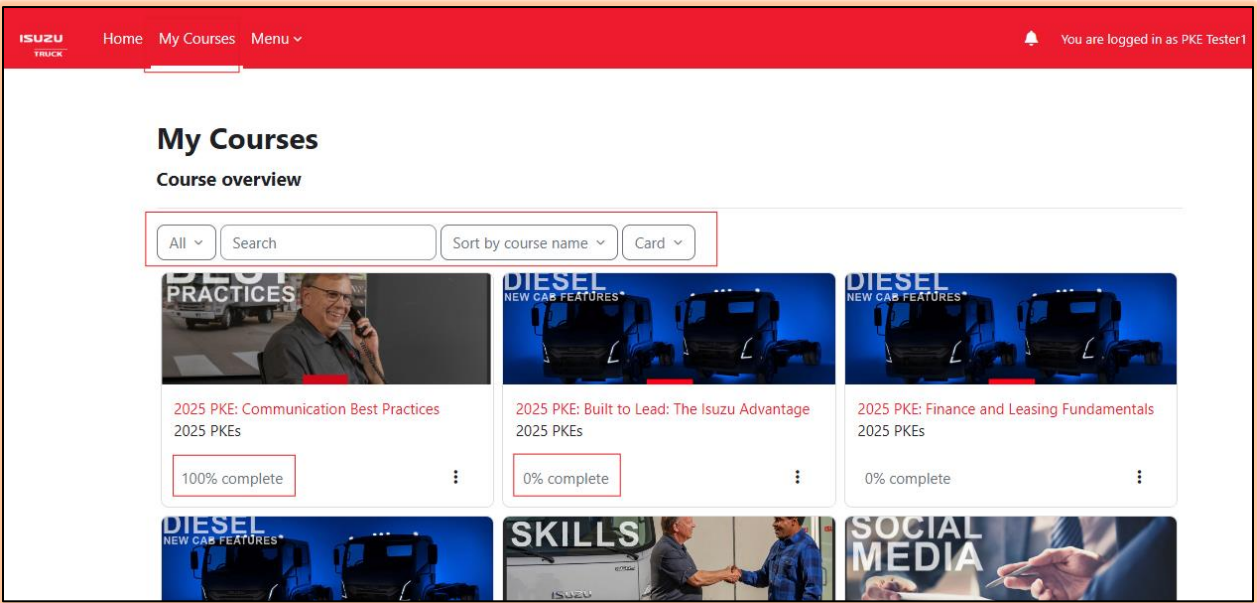 ISUZU
TRUCK
Home My Courses Menu
You are logged in as PKE Tester1
My Courses
Course overview
All
Search
Sort by course name
Card
BEST
PRACTICES
DIESEL
NEW CAB FEATURES
DIESEL
NEW CAB FEATURES
2025 PKE: Communication Best Practices
2025 PKEs
100% complete
2025 PKE: Built to Lead: The Isuzu Advantage
2025 PKEs
0% complete
2025 PKE: Finance and Leasing Fundamentals
2025 PKEs
0% complete
DIESEL
NEW CAB FEATURES
SKILLS
ISUZU
SOCIAL
MEDIA